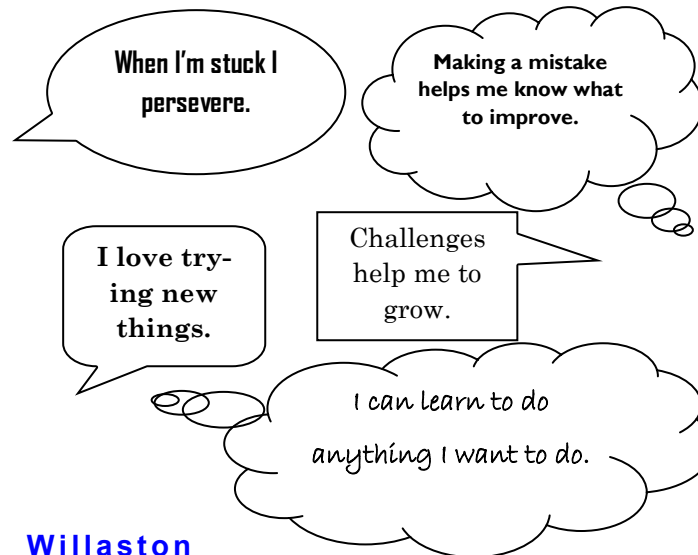 When I'm stuck I
persevere.
Making a mistake
helps me know what
to improve.
I love try-
ing new
things.
Challenges
help me to
grow.
I can learn to do
anything I want to do.
Willaston